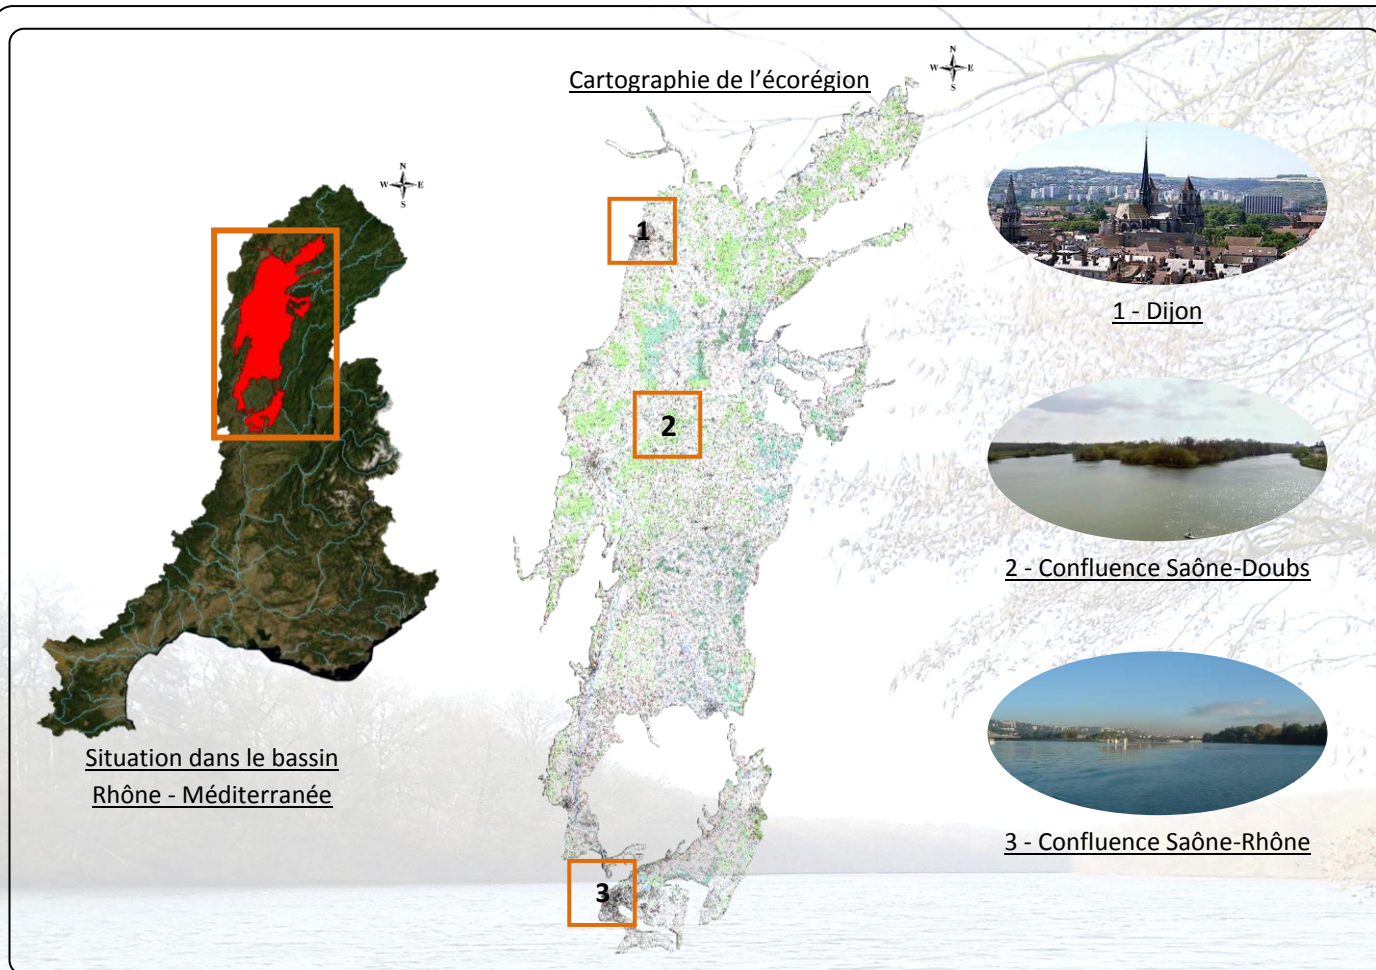 Cartographie de l'écorégion
N
W E
S
N
W E
S
1
2
3
1 - Dijon
2 - Confluence Saône-Doubs
3 - Confluence Saône-Rhône
Situation dans le bassin
Rhône - Méditerranée